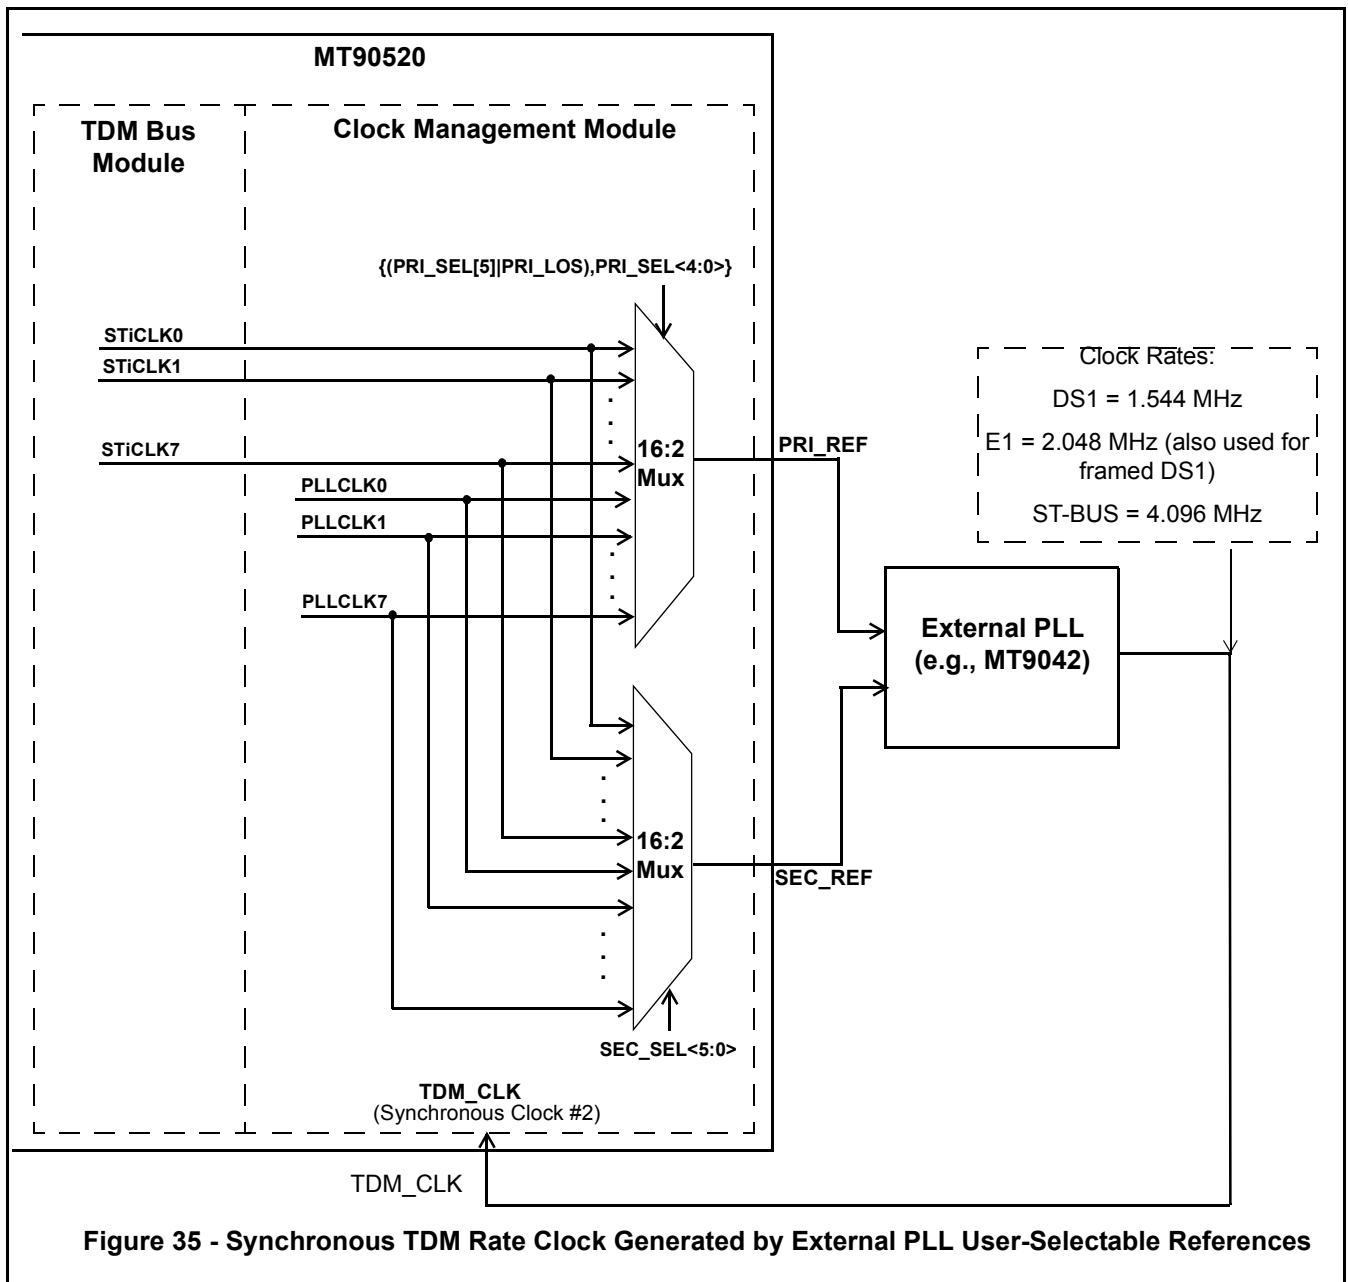 MT90520
TDM Bus
Module
Clock Management Module
{(PRI_SEL[5]|PRI_LOS),PRI_SEL<4:0>}
STiCLK0
STiCLK1
STiCLK7
PLLCLK0
PLLCLK1
PLLCLK7
16:2
Mux
PRI_REF
Clock Rates:
DS1 = 1.544 MHz
E1 = 2.048 MHz (also used for
framed DS1)
ST-BUS = 4.096 MHz
External PLL
(e.g., MT9042)
16:2
Mux
SEC_REF
SEC_SEL<5:0>
TDM_CLK
(Synchronous Clock #2)
TDM_CLK
Figure 35 - Synchronous TDM Rate Clock Generated by External PLL User-Selectable References